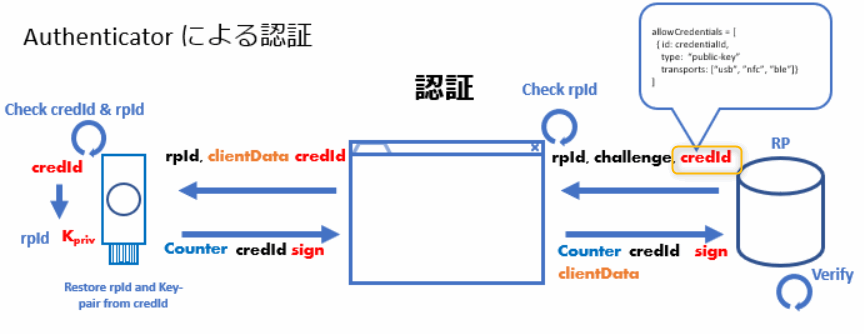 Authenticator による認証
allowCredentials = [
{ id: credentialId,
type: "public-key"
transports: ["usb", "nfc", "ble"]}
]
認証
Check rpId
Check credId & rpId
credId
rpId, clientData credId
rpId, challenge, credId
RP
rpId Kpriv
Counter credId sign
Counter credId sign
clientData
Verify
Restore rpId and Key-
pair from credId